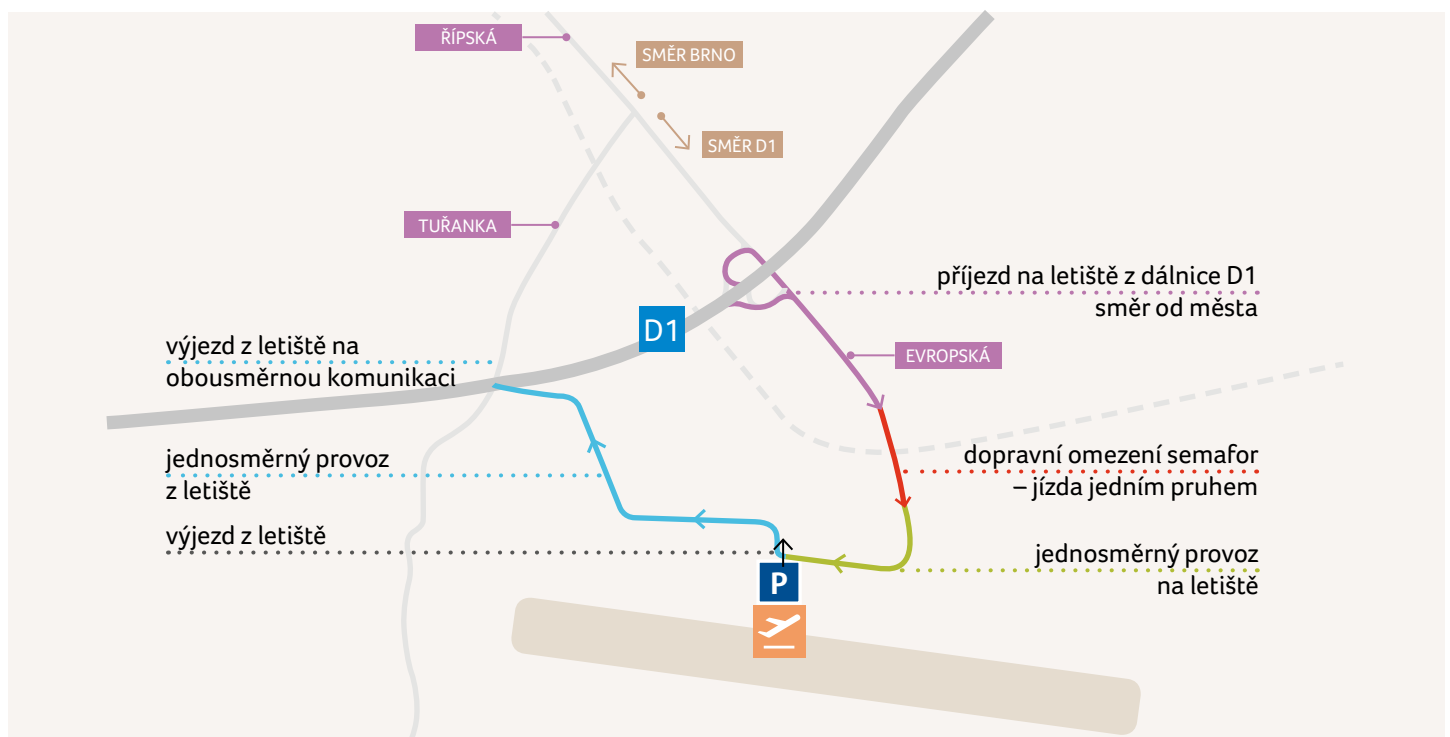 ŘÍPSKÁ
SMĚR BRNO
SMĚR D1
TUŘANKA
příjezd na letiště z dálnice D1
směr od města
D1
výjezd z letiště na
obousměrnou komunikaci
EVROPSKÁ
jednosměrný provoz
z letiště
dopravní omezení semafor
– jízda jedním pruhem
výjezd z letiště
jednosměrný provoz
na letiště
P